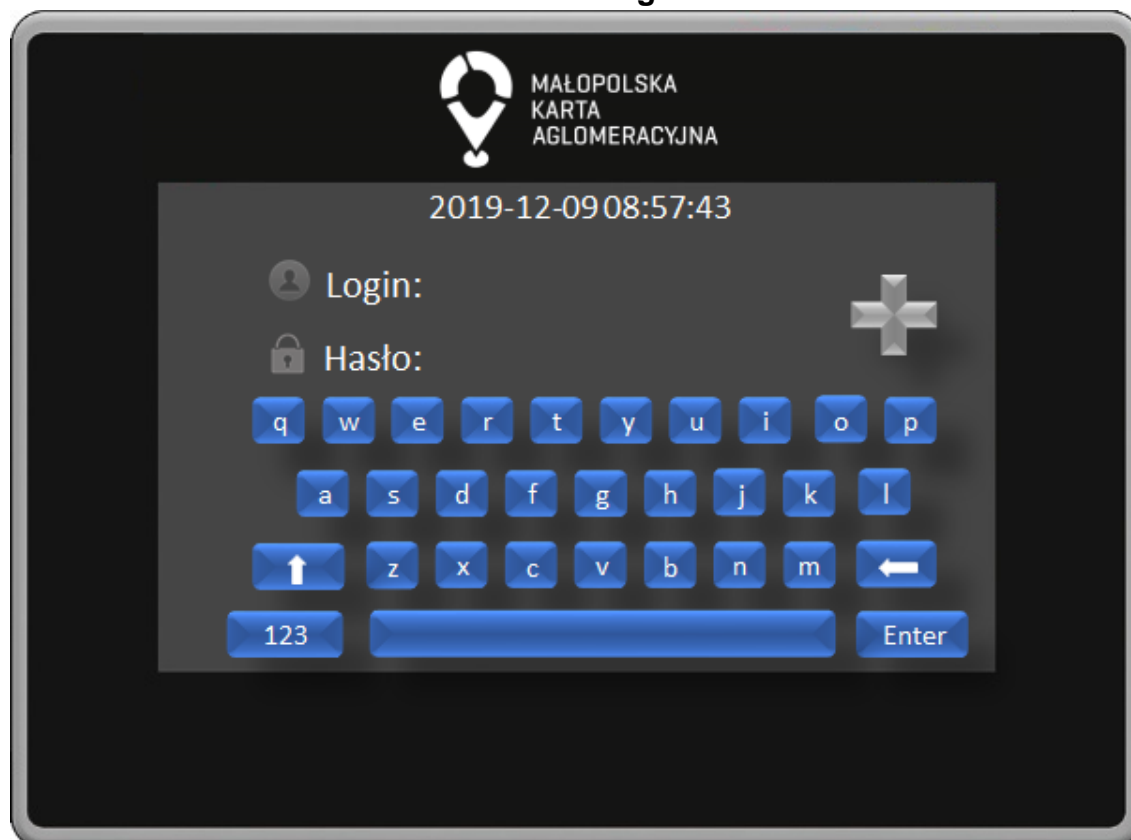 MAŁOPOLSKA
KARTA
AGLOMERACYJNA
2019-12-09 08:57:43
Login:
Hasło:
q w e r t y u i o p
a s d f g h j k l
z x c v b n m
123 Enter